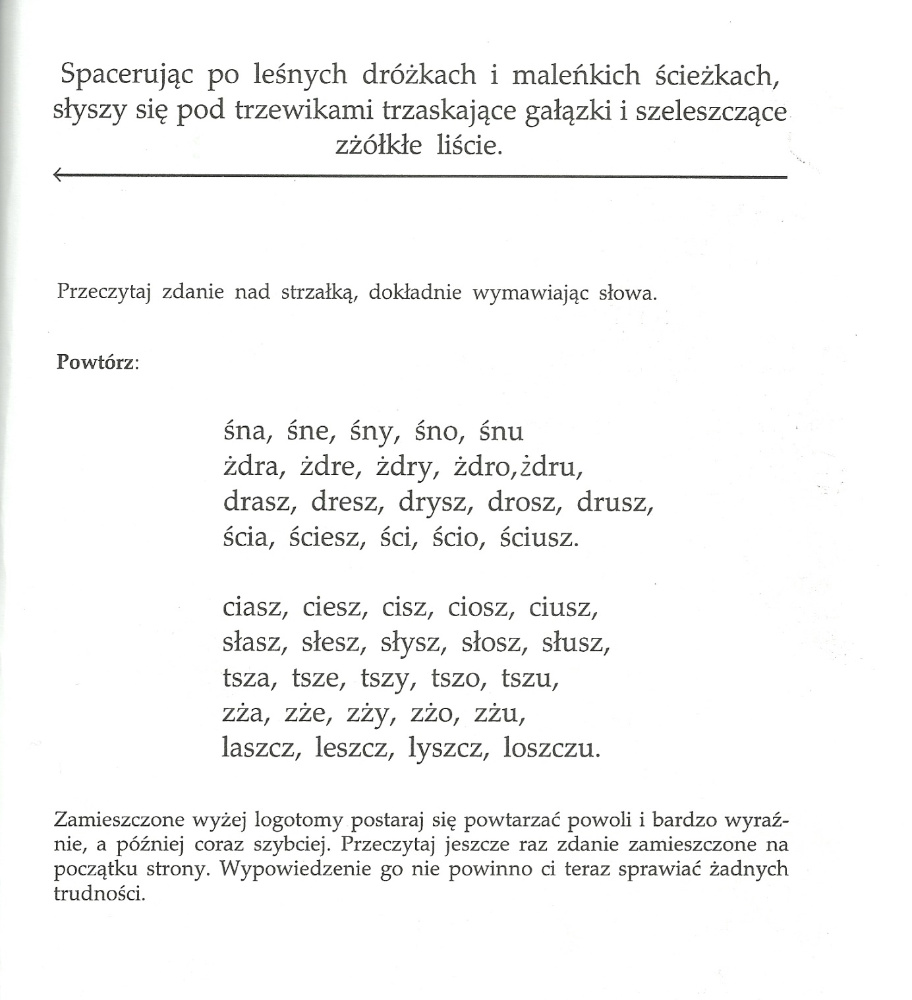 Spacerując po leśnych dróżkach i maleńkich ścieżkach,
słyszy się pod trzewikami trzaskające gałązki i szeleszczące
zżółkłe liście.
Przeczytaj zdanie nad strzałką, dokładnie wymawiając słowa.
Powtórz:
śna, śne, śny, śno, śnu
żdra, żdre, żdry, żdro, żdru,
drasz, dresz, drysz, drosz, drusz,
ścia, ściesz, ści, ścio, ściusz.
ciasz, ciesz, cisz, ciosz, ciusz,
słasz, słesz, słysz, słosz, słusz,
tsza, tsze, tszy, tszo, tszu,
zża, zże, zży, zżo, zżu,
laszcz, leszcz, lyszcz, loszczu.
Zamieszczone wyżej logotomy postaraj się powtarzać powoli i bardzo wyraź-
nie, a później coraz szybciej. Przeczytaj jeszcze raz zdanie zamieszczone na
początku strony. Wypowiedzenie go nie powinno ci teraz sprawiać żadnych
trudności.